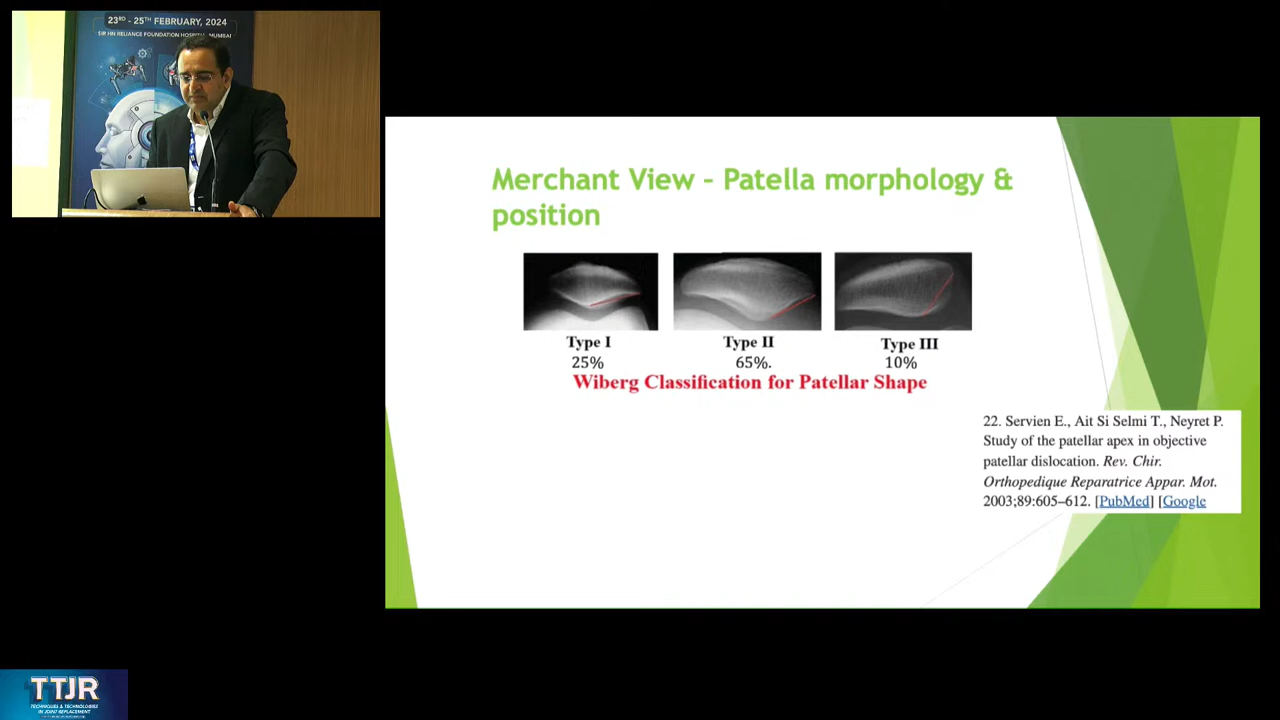 23RD - 25TH FEBRUARY, 2024
SIR HN RELIANCE FOUNDATION HOSPITAL, MUMBAI
Merchant View – Patella morphology &
position
Type I
Type II
Type III
25%
65%.
10%
Wiberg Classification for Patellar Shape
22. Servien E., Ait Si Selmi T., Neyret P.
Study of the patellar apex in objective
patellar dislocation. Rev. Chir.
Orthopedique Reparatrice Appar. Mot.
2003;89:605–612. [PubMed] [Google
TTJR
TECHNIQUES & TECHNOLOGIES
IN JOINT REPLACEMENT